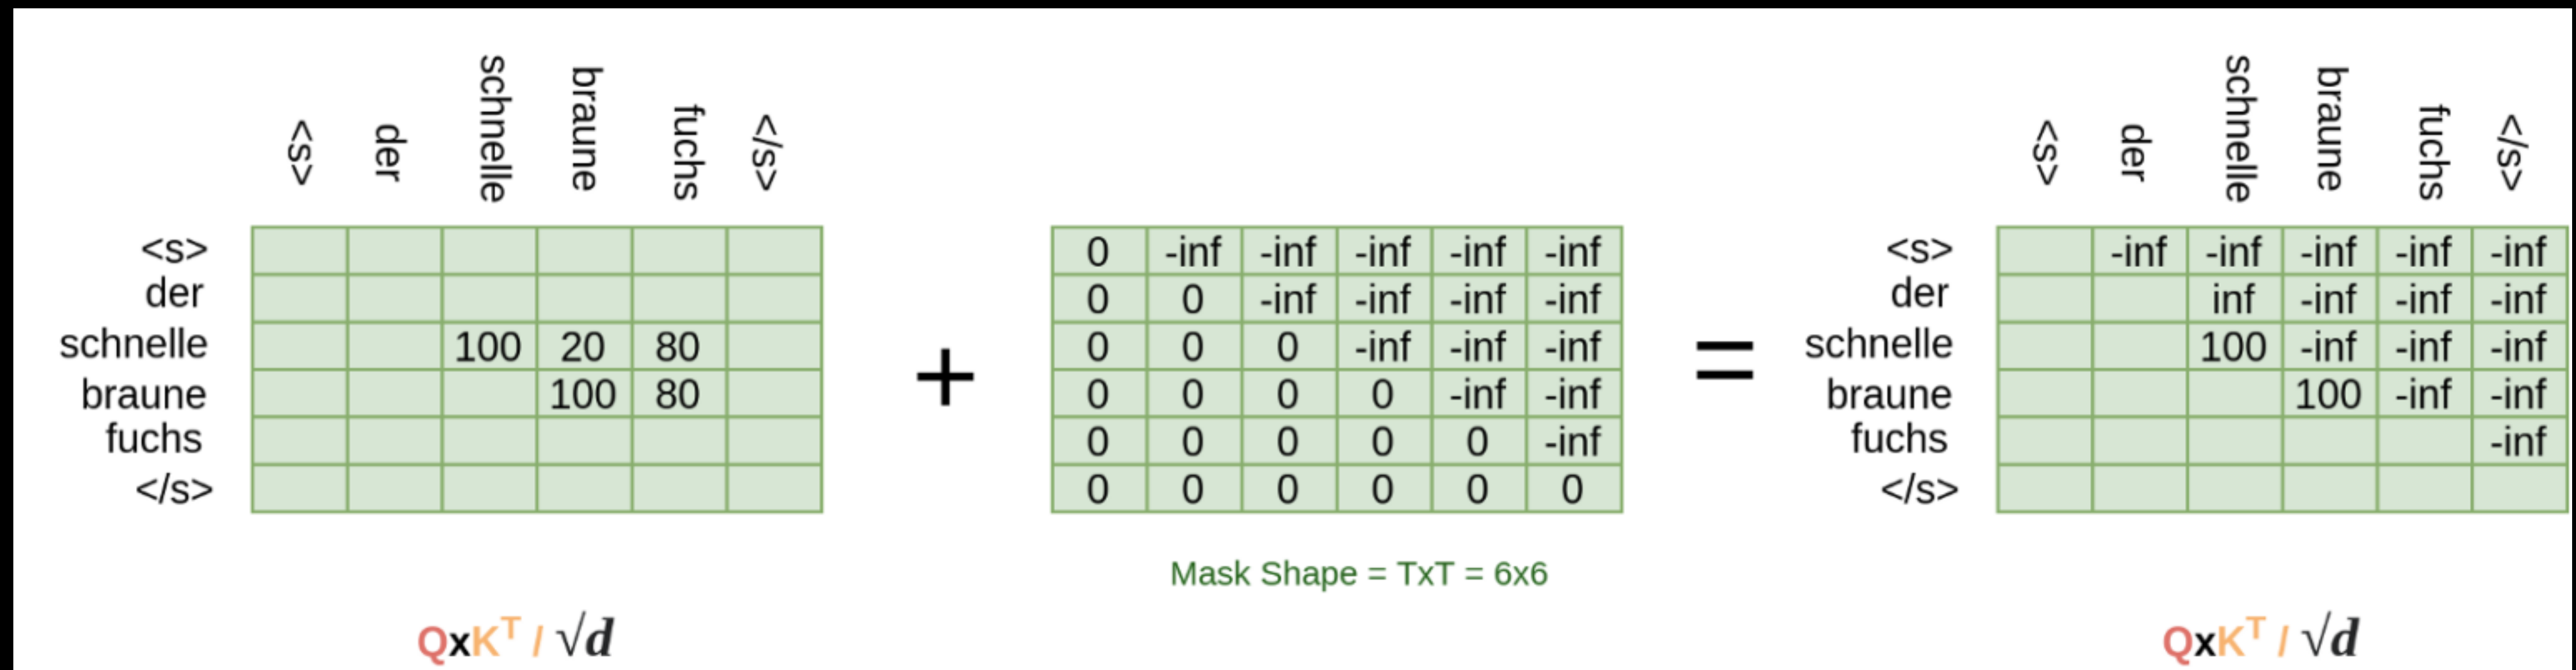 <s> der schnelle braune fuchs </s> <s> der schnelle braune fuchs </s>
<s> 0 -inf -inf -inf -inf -inf <s> -inf -inf -inf -inf -inf
der 0 0 -inf -inf -inf -inf der inf -inf -inf -inf
schnelle 100 20 80 0 0 0 -inf -inf -inf schnelle 100 -inf -inf -inf
+ =
braune 100 80 0 0 0 0 -inf -inf braune 100 -inf -inf
fuchs 0 0 0 0 0 -inf fuchs -inf
</s> 0 0 0 0 0 0 </s>
Mask Shape = TxT = 6x6
QxK^T / √d QxK^T / √d